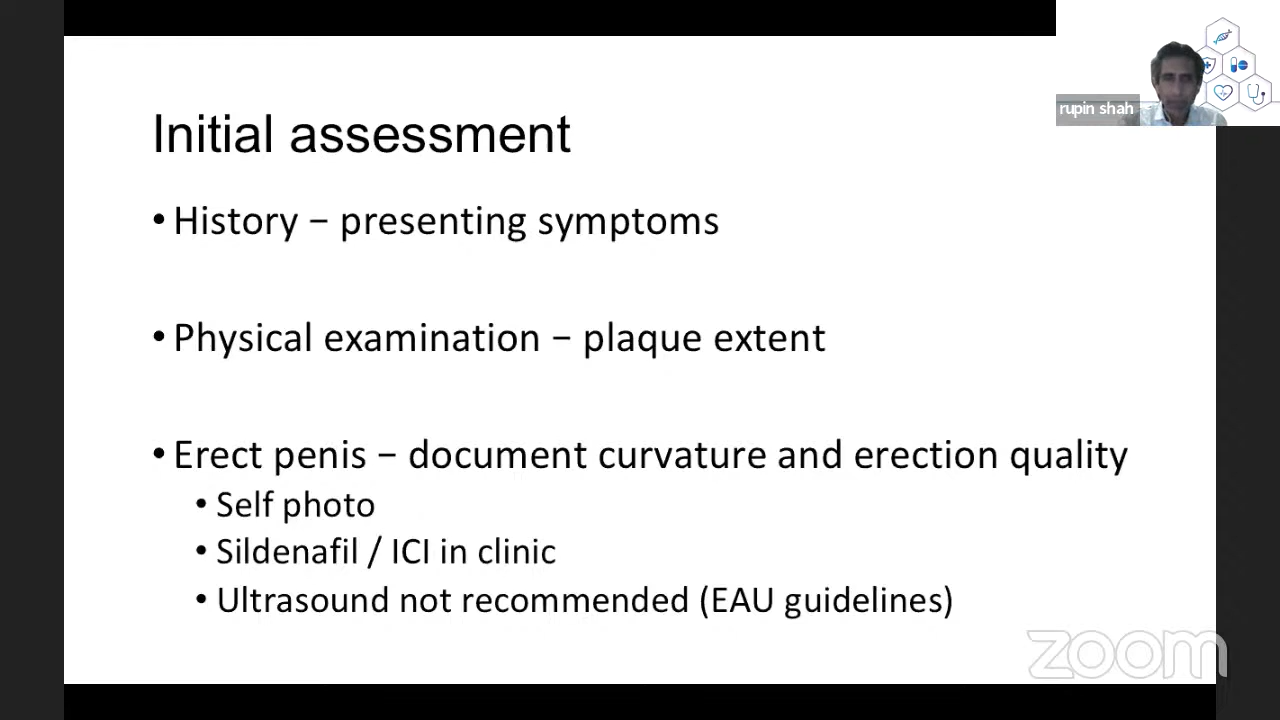 rupin shah
Initial assessment
• History – presenting symptoms
• Physical examination – plaque extent
• Erect penis – document curvature and erection quality
• Self photo
• Sildenafil / ICI in clinic
• Ultrasound not recommended (EAU guidelines)
zoom